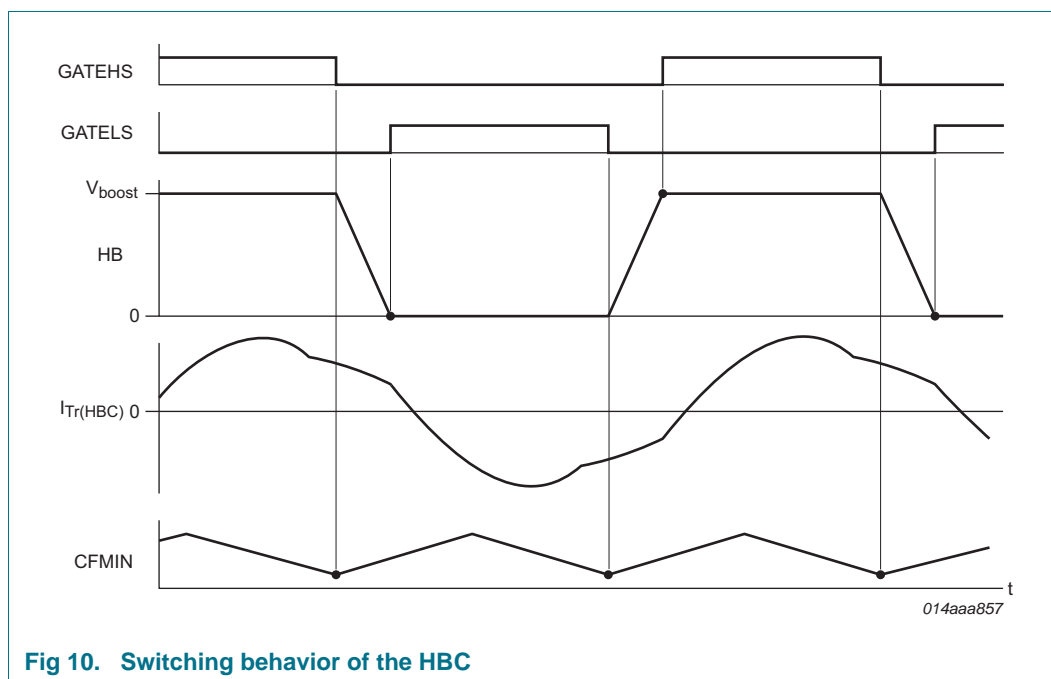 GATEHS
GATELS
Vboost
HB
0
ITr(HBC) 0
CFMIN
t
014aaa857
Fig 10. Switching behavior of the HBC